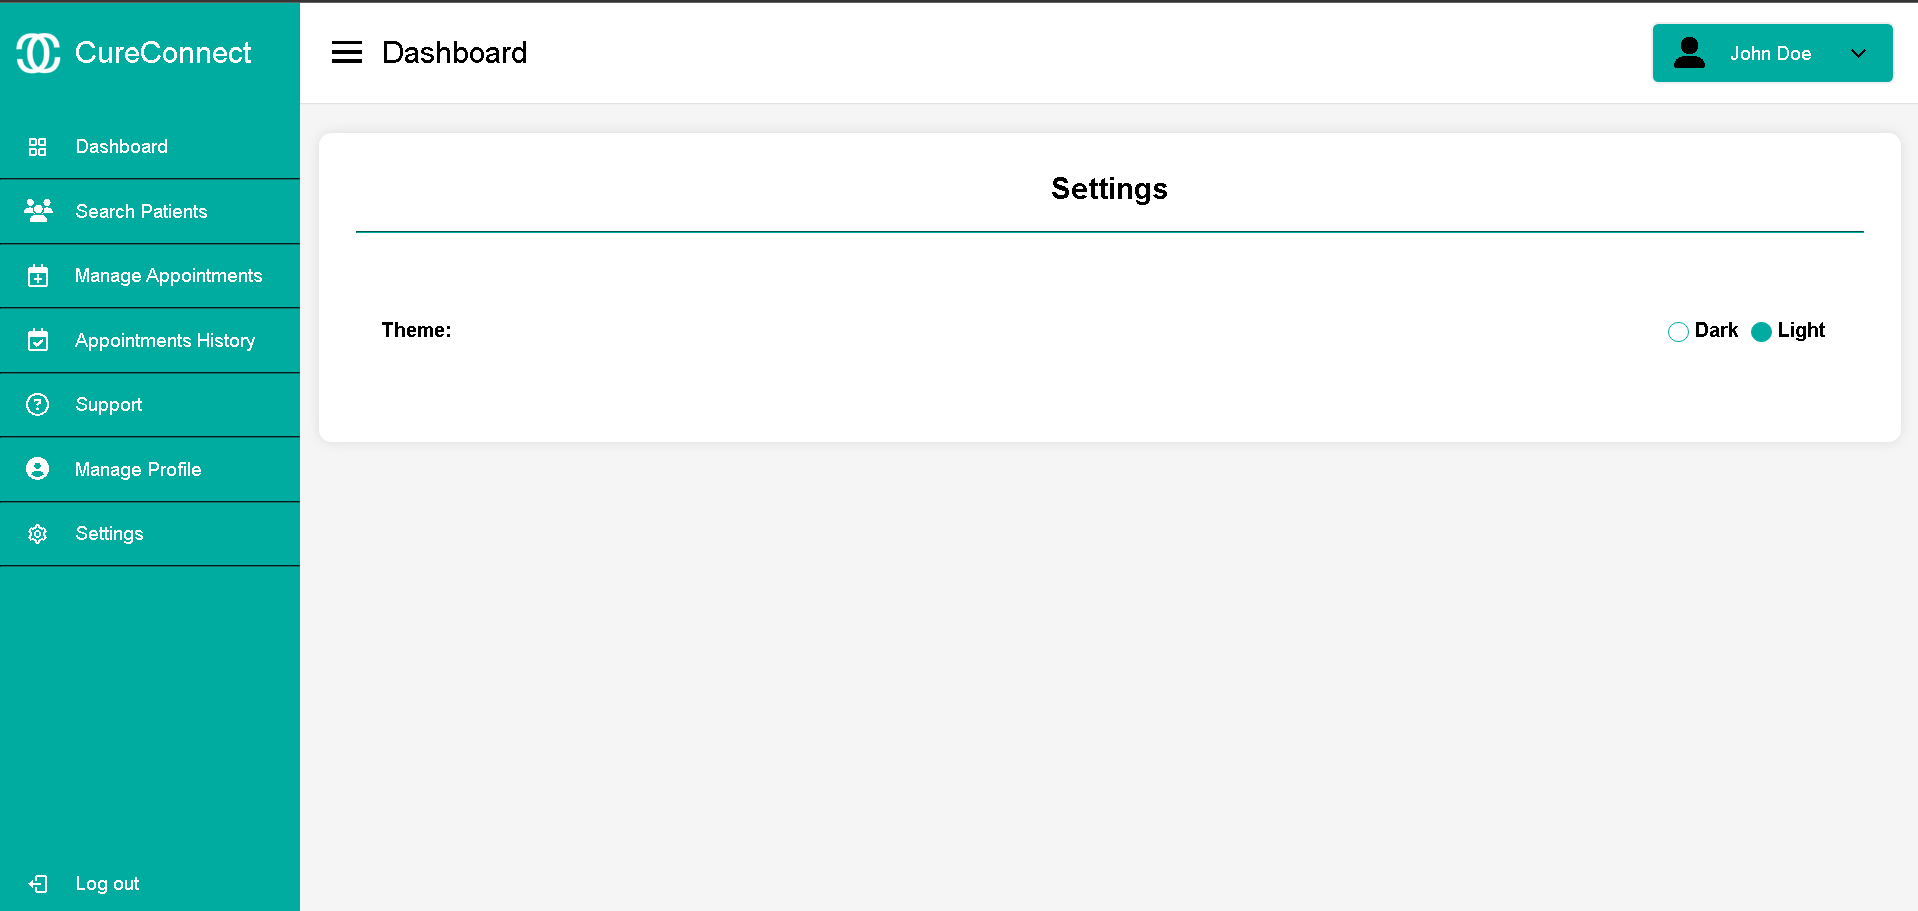 CureConnect
Dashboard
John Doe
Dashboard
Search Patients
Manage Appointments
Appointments History
Support
Manage Profile
Settings
Log out
Settings
Theme:
Dark
Light